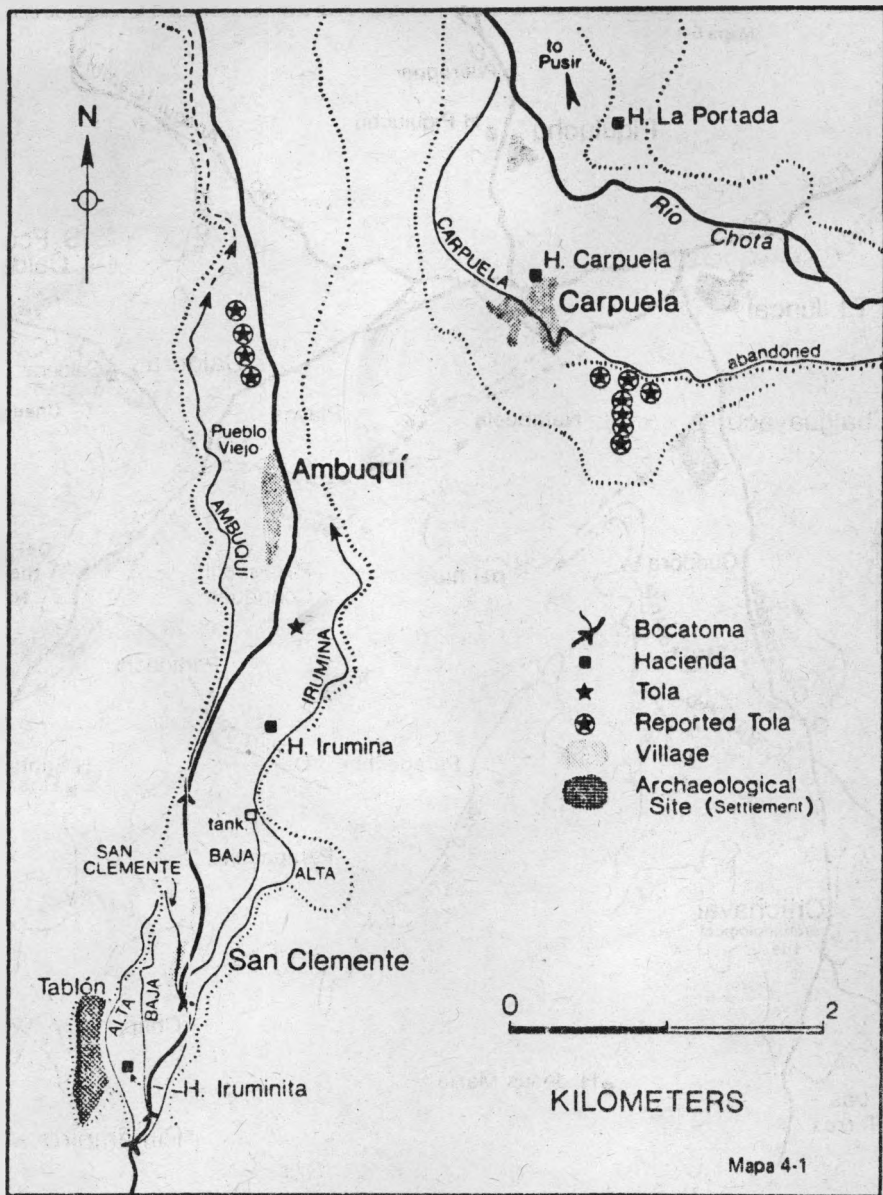 to
Pusir
N
H. La Portada
Río
Chota
CARPUELA
H. Carpuela
Carpuela
abandoned
Pueblo
Viejo
Ambuquí
AMBUQUÍ
IRUMINA
H. Irumina
Bocatoma
Hacienda
Tola
Reported Tola
Village
Archaeological
Site (Settlement)
tank
BAJA
ALTA
SAN
CLEMENTE
San Clemente
Tablón
ALTA
BAJA
H. Iruminita
0 2
KILOMETERS
Mapa 4-1